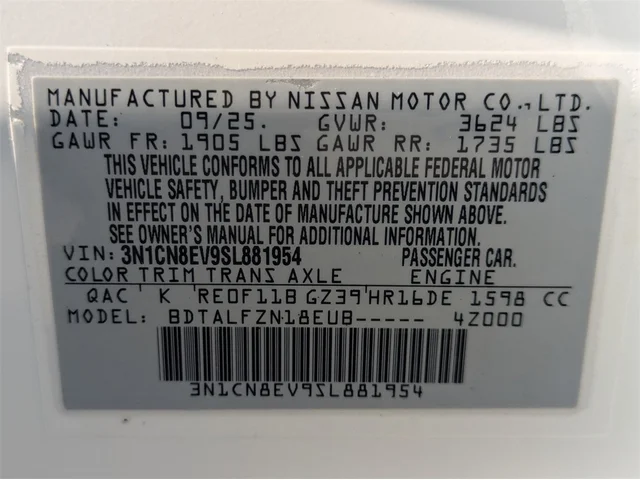 MANUFACTURED BY NISSAN MOTOR CO., LTD.
DATE: 09/25. GVWR: 3624 LBS
GAWR FR: 1905 LBS GAWR RR: 1735 LBS
THIS VEHICLE CONFORMS TO ALL APPLICABLE FEDERAL MOTOR
VEHICLE SAFETY, BUMPER AND THEFT PREVENTION STANDARDS
IN EFFECT ON THE DATE OF MANUFACTURE SHOWN ABOVE.
SEE OWNER'S MANUAL FOR ADDITIONAL INFORMATION.
VIN: 3N1CN8EV9SL881954 PASSENGER CAR.
COLOR TRIM TRANS AXLE ENGINE
QAC K RE0F11B GZ39 HR16DE 1598 CC
MODEL: BDTALFZN18EUB----- 4Z000
3N1CN8EV9SL881954